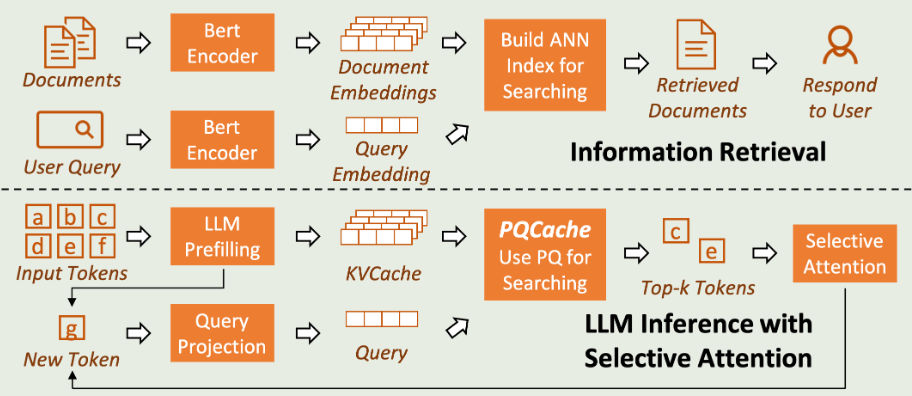 Documents
Bert
Encoder
Document
Embeddings
Build ANN
Index for
Searching
Retrieved
Documents
Respond
to User
User Query
Bert
Encoder
Query
Embedding
Information Retrieval
a b c
d e f
Input Tokens
LLM
Prefilling
KVCache
PQCache
Use PQ for
Searching
c
e
Top-k Tokens
Selective
Attention
g
New Token
Query
Projection
Query
LLM Inference with
Selective Attention